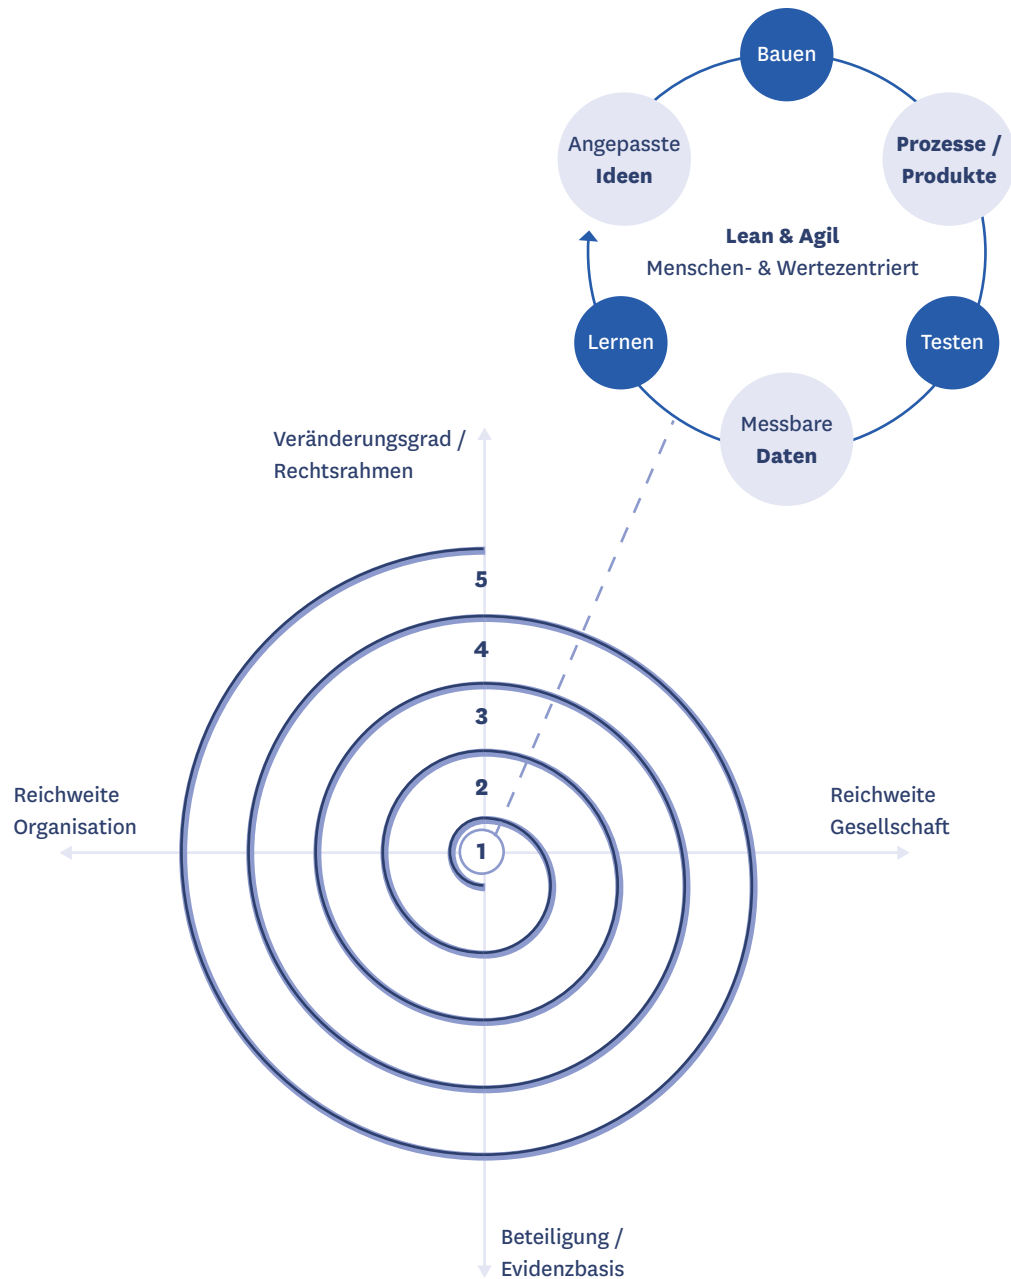 Bauen
Angepasste
Ideen
Prozesse /
Produkte
Lean & Agil
Menschen- & Wertezentriert
Lernen
Testen
Messbare
Daten
Veränderungsgrad /
Rechtsrahmen
5
4
3
2
1
Reichweite
Organisation
Reichweite
Gesellschaft
Beteiligung /
Evidenzbasis